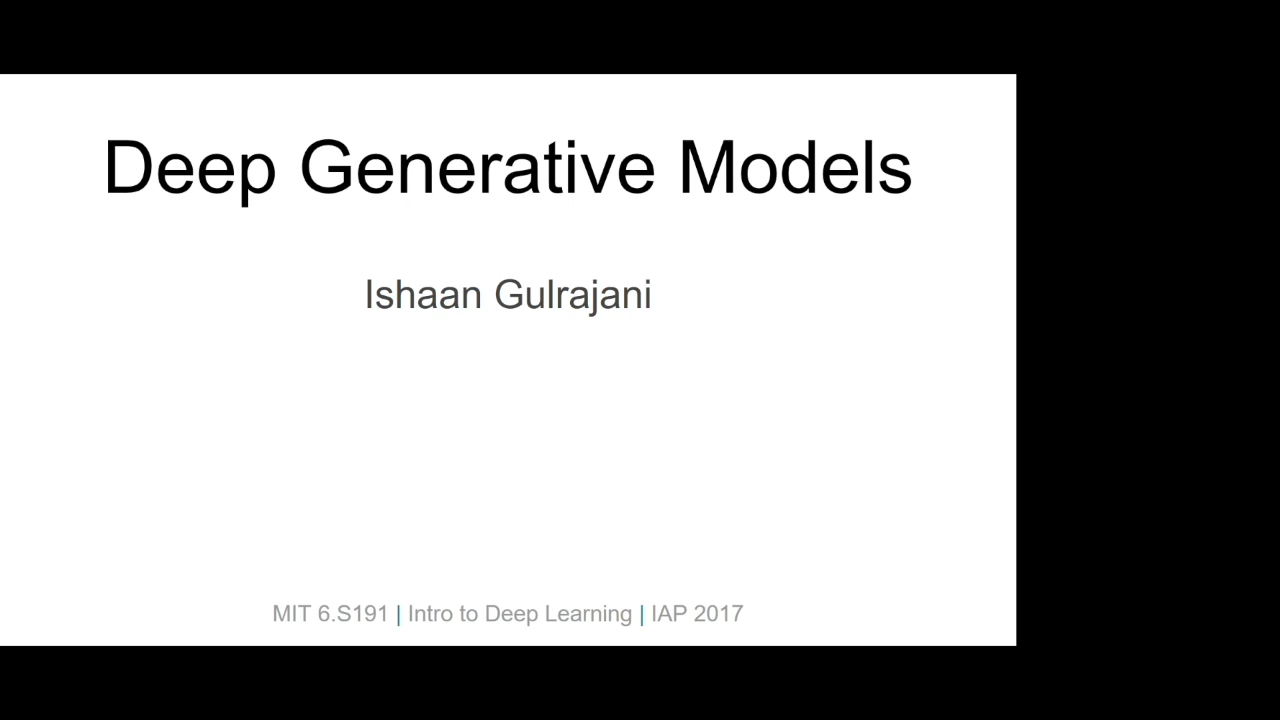 Deep Generative Models
Ishaan Gulrajani
MIT 6.S191 | Intro to Deep Learning | IAP 2017